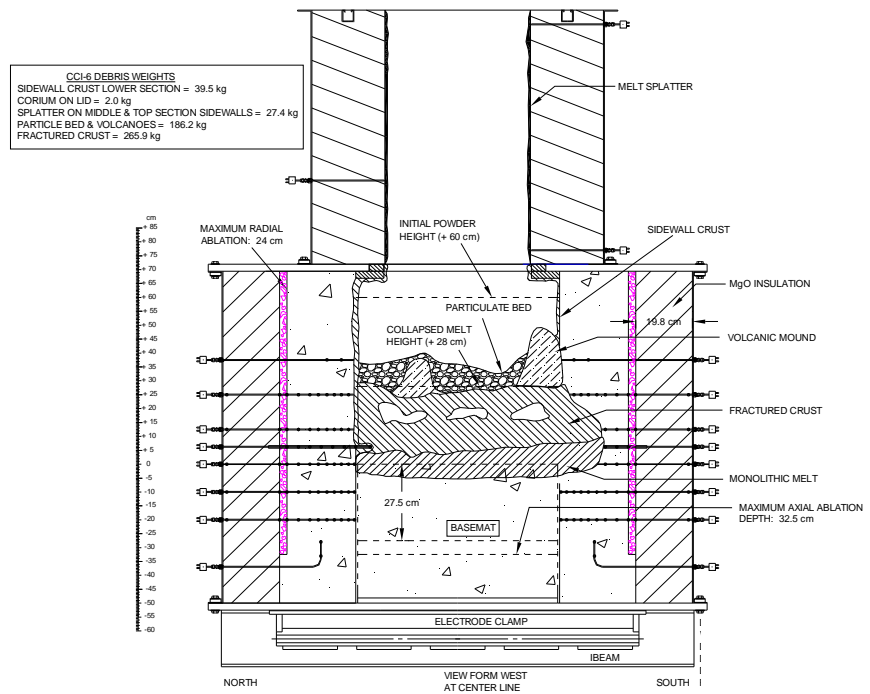 CCI-6 DEBRIS WEIGHTS
SIDEWALL CRUST LOWER SECTION = 39.5 kg
CORIUM ON LID = 2.0 kg
SPLATTER ON MIDDLE & TOP SECTION SIDEWALLS = 27.4 kg
PARTICLE BED & VOLCANOES = 186.2 kg
FRACTURED CRUST = 265.9 kg
MELT SPLATTER
cm
+ 85
+ 80
+ 75
+ 70
+ 65
+ 60
+ 55
+ 50
+ 45
+ 40
+ 35
+ 30
+ 25
+ 20
+ 15
+ 10
+ 5
0
-5
-10
-15
-20
-25
-30
-35
-40
-45
-50
-55
-60
MAXIMUM RADIAL
ABLATION: 24 cm
INITIAL POWDER
HEIGHT (+ 60 cm)
SIDEWALL CRUST
MgO INSULATION
PARTICULATE BED
19.8 cm
COLLAPSED MELT
HEIGHT (+ 28 cm)
VOLCANIC MOUND
FRACTURED CRUST
MONOLITHIC MELT
27.5 cm
MAXIMUM AXIAL ABLATION
DEPTH: 32.5 cm
BASEMAT
ELECTRODE CLAMP
IBEAM
NORTH
VIEW FORM WEST
AT CENTER LINE
SOUTH